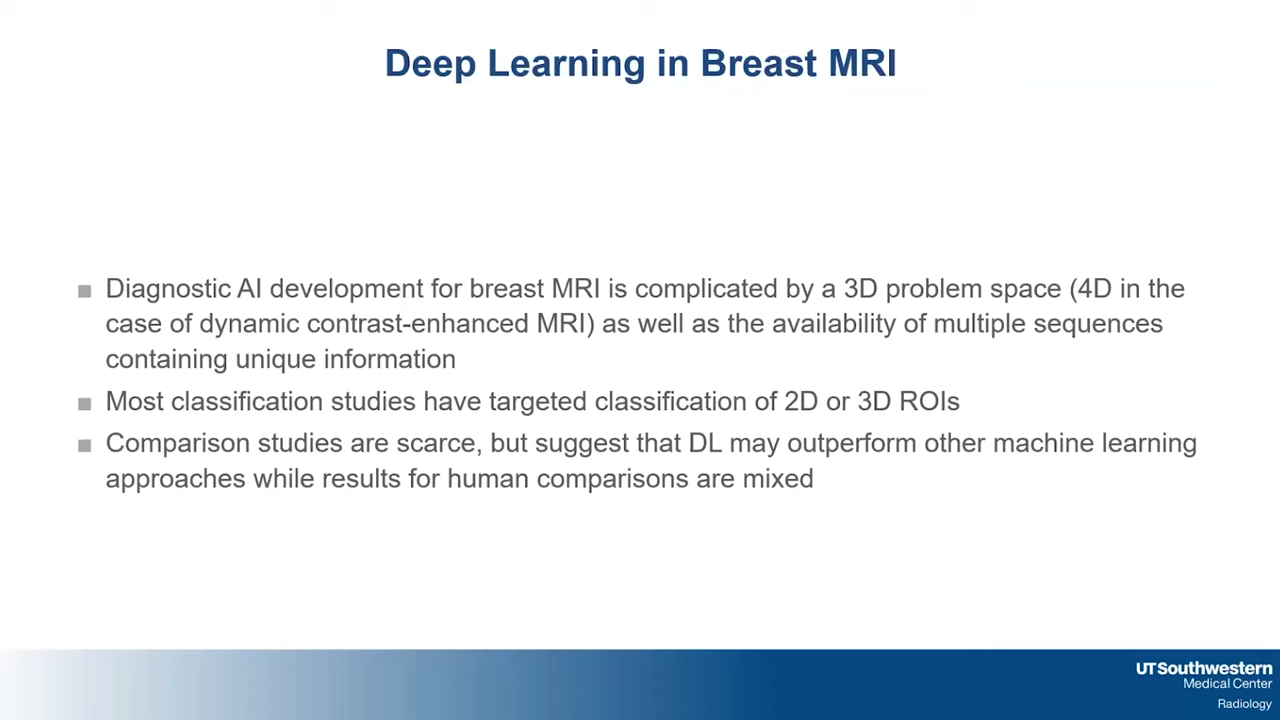 Deep Learning in Breast MRI
■ Diagnostic AI development for breast MRI is complicated by a 3D problem space (4D in the
case of dynamic contrast-enhanced MRI) as well as the availability of multiple sequences
containing unique information
■ Most classification studies have targeted classification of 2D or 3D ROIs
■ Comparison studies are scarce, but suggest that DL may outperform other machine learning
approaches while results for human comparisons are mixed
UTSouthwestern
Medical Center
Radiology